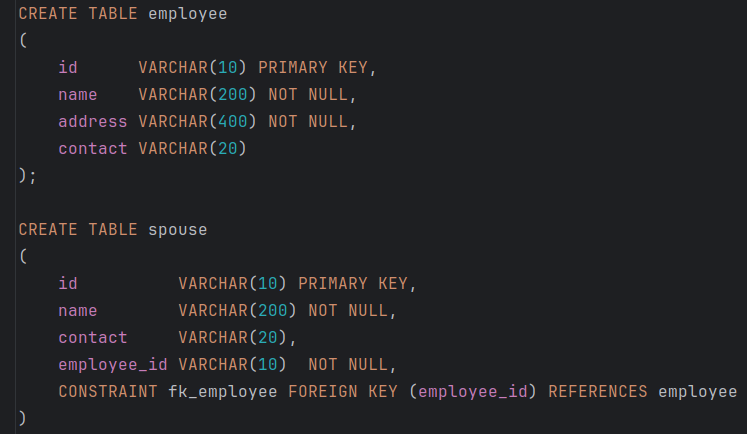 CREATE TABLE employee
(
    id      VARCHAR(10) PRIMARY KEY,
    name    VARCHAR(200) NOT NULL,
    address VARCHAR(400) NOT NULL,
    contact VARCHAR(20)
);

CREATE TABLE spouse
(
    id          VARCHAR(10) PRIMARY KEY,
    name        VARCHAR(200) NOT NULL,
    contact     VARCHAR(20),
    employee_id VARCHAR(10)  NOT NULL,
    CONSTRAINT fk_employee FOREIGN KEY (employee_id) REFERENCES employee
)